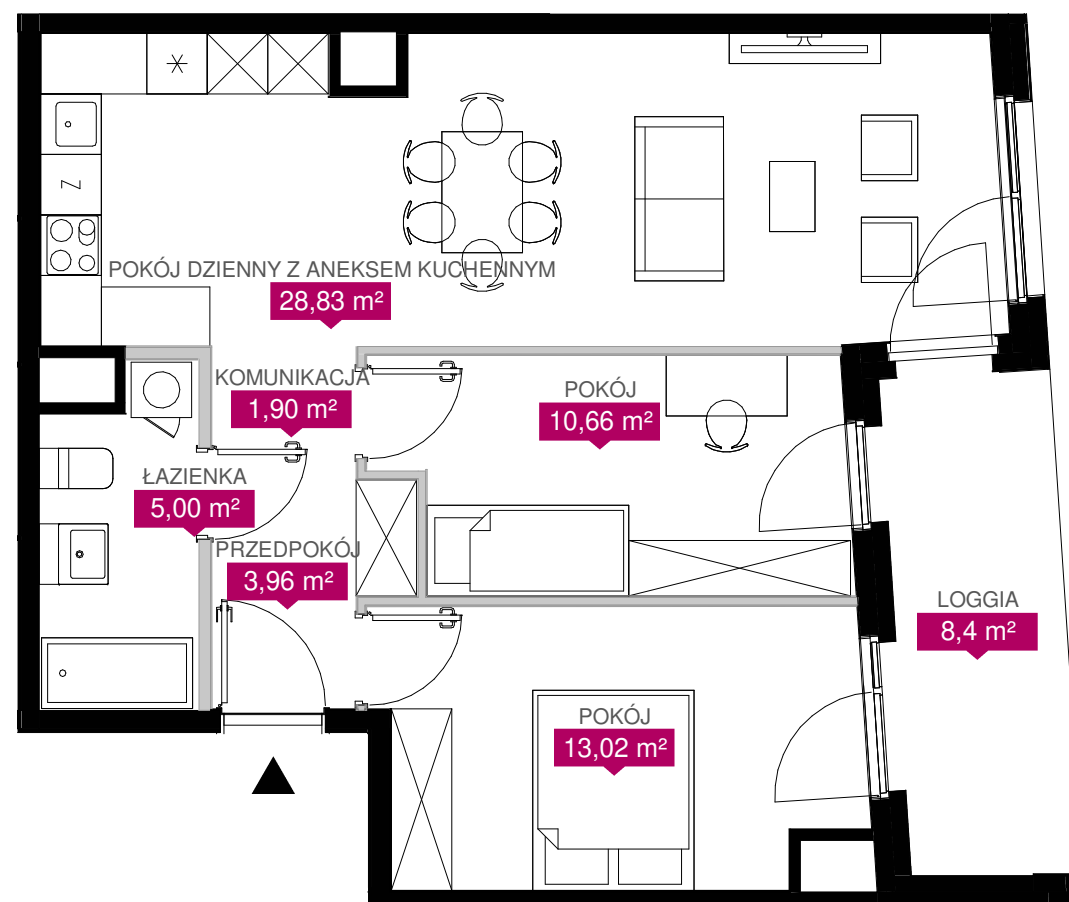 POKÓJ DZIENNY Z ANEKSEM KUCHENNYM
28,83 m²
KOMUNIKACJA
1,90 m²
POKÓJ
10,66 m²
ŁAZIENKA
5,00 m²
PRZEDPOKÓJ
3,96 m²
LOGGIA
8,4 m²
POKÓJ
13,02 m²
Z